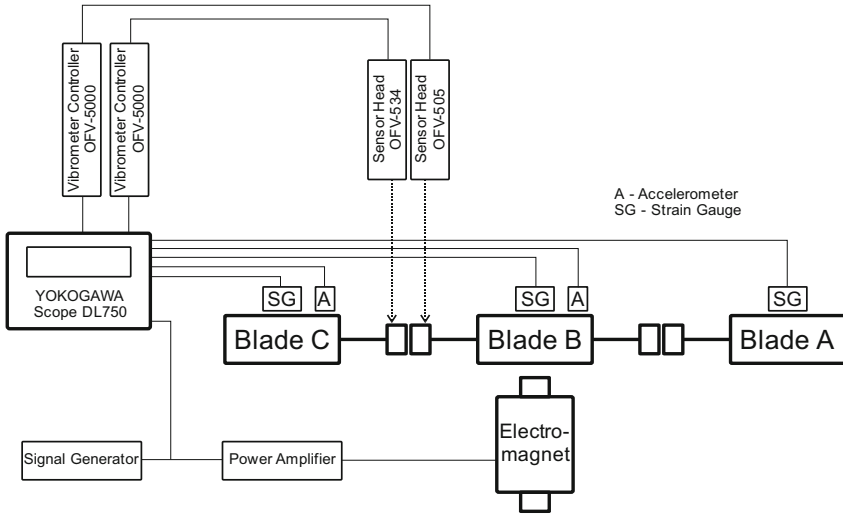 Vibrometer Controller
OFV-5000
Vibrometer Controller
OFV-5000
Sensor Head
OFV-534
Sensor Head
OFV-505
A - Accelerometer
SG - Strain Gauge
YOKOGAWA
Scope DL750
SG
A
SG
A
SG
Blade C
Blade B
Blade A
Electro-
magnet
Signal Generator
Power Amplifier